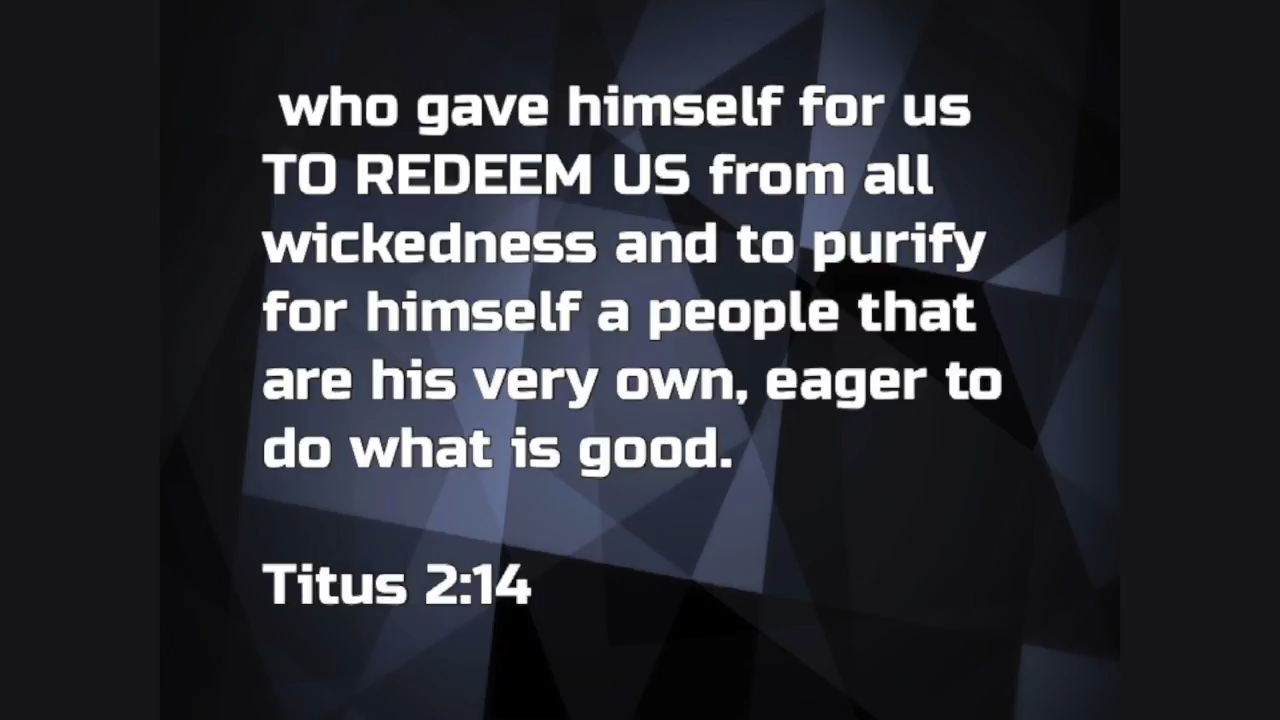 who gave himself for us
TO REDEEM US from all
wickedness and to purify
for himself a people that
are his very own, eager to
do what is good.
Titus 2:14